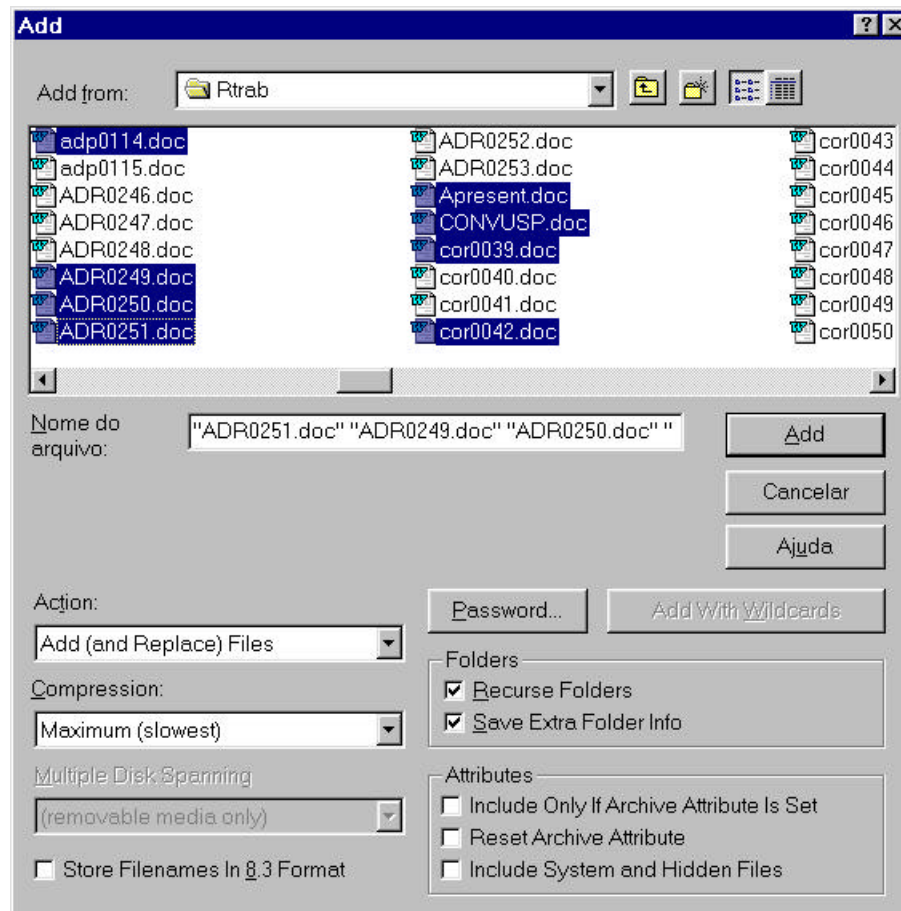 Add
Add from: Rtrab
adp0114.doc
adp0115.doc
ADR0246.doc
ADR0247.doc
ADR0248.doc
ADR0249.doc
ADR0250.doc
ADR0251.doc
ADR0252.doc
ADR0253.doc
Apresent.doc
CONVUSP.doc
cor0039.doc
cor0040.doc
cor0041.doc
cor0042.doc
cor0043
cor0044
cor0045
cor0046
cor0047
cor0048
cor0049
cor0050
Nome do
arquivo:
"ADR0251.doc" "ADR0249.doc" "ADR0250.doc" "
Add
Cancelar
Ajuda
Action:
Add (and Replace) Files
Compression:
Maximum (slowest)
Multiple Disk Spanning
(removable media only)
Store Filenames In 8.3 Format
Password...
Add With Wildcards
Folders
Recurse Folders
Save Extra Folder Info
Attributes
Include Only If Archive Attribute Is Set
Reset Archive Attribute
Include System and Hidden Files